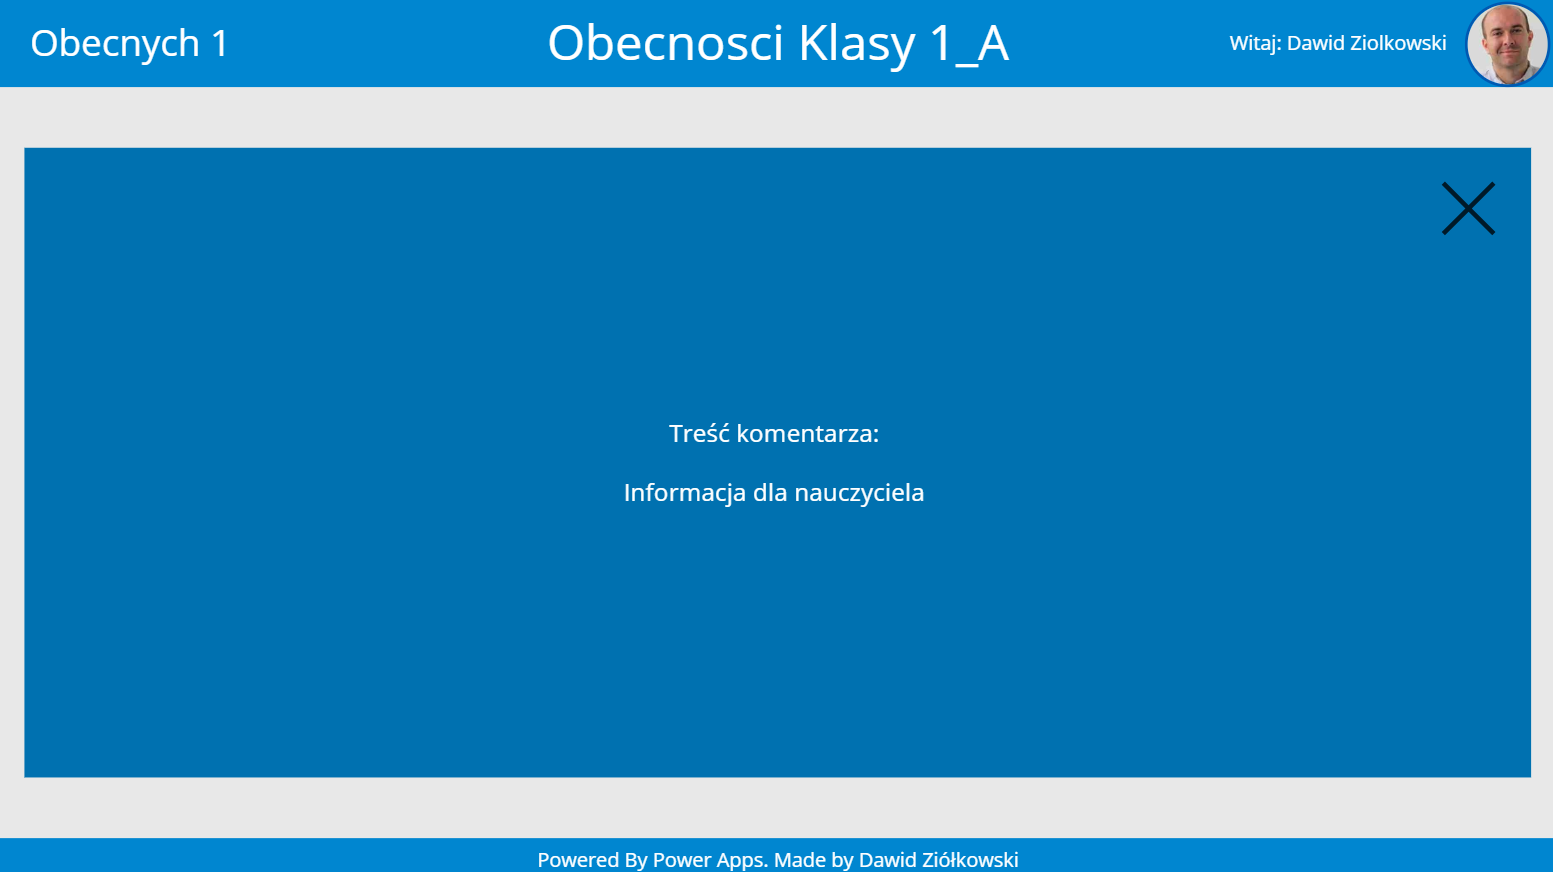 Obecnych 1
Obecnosci Klasy 1_A
Witaj: Dawid Ziolkowski
Treść komentarza:
Informacja dla nauczyciela
Powered By Power Apps. Made by Dawid Ziółkowski